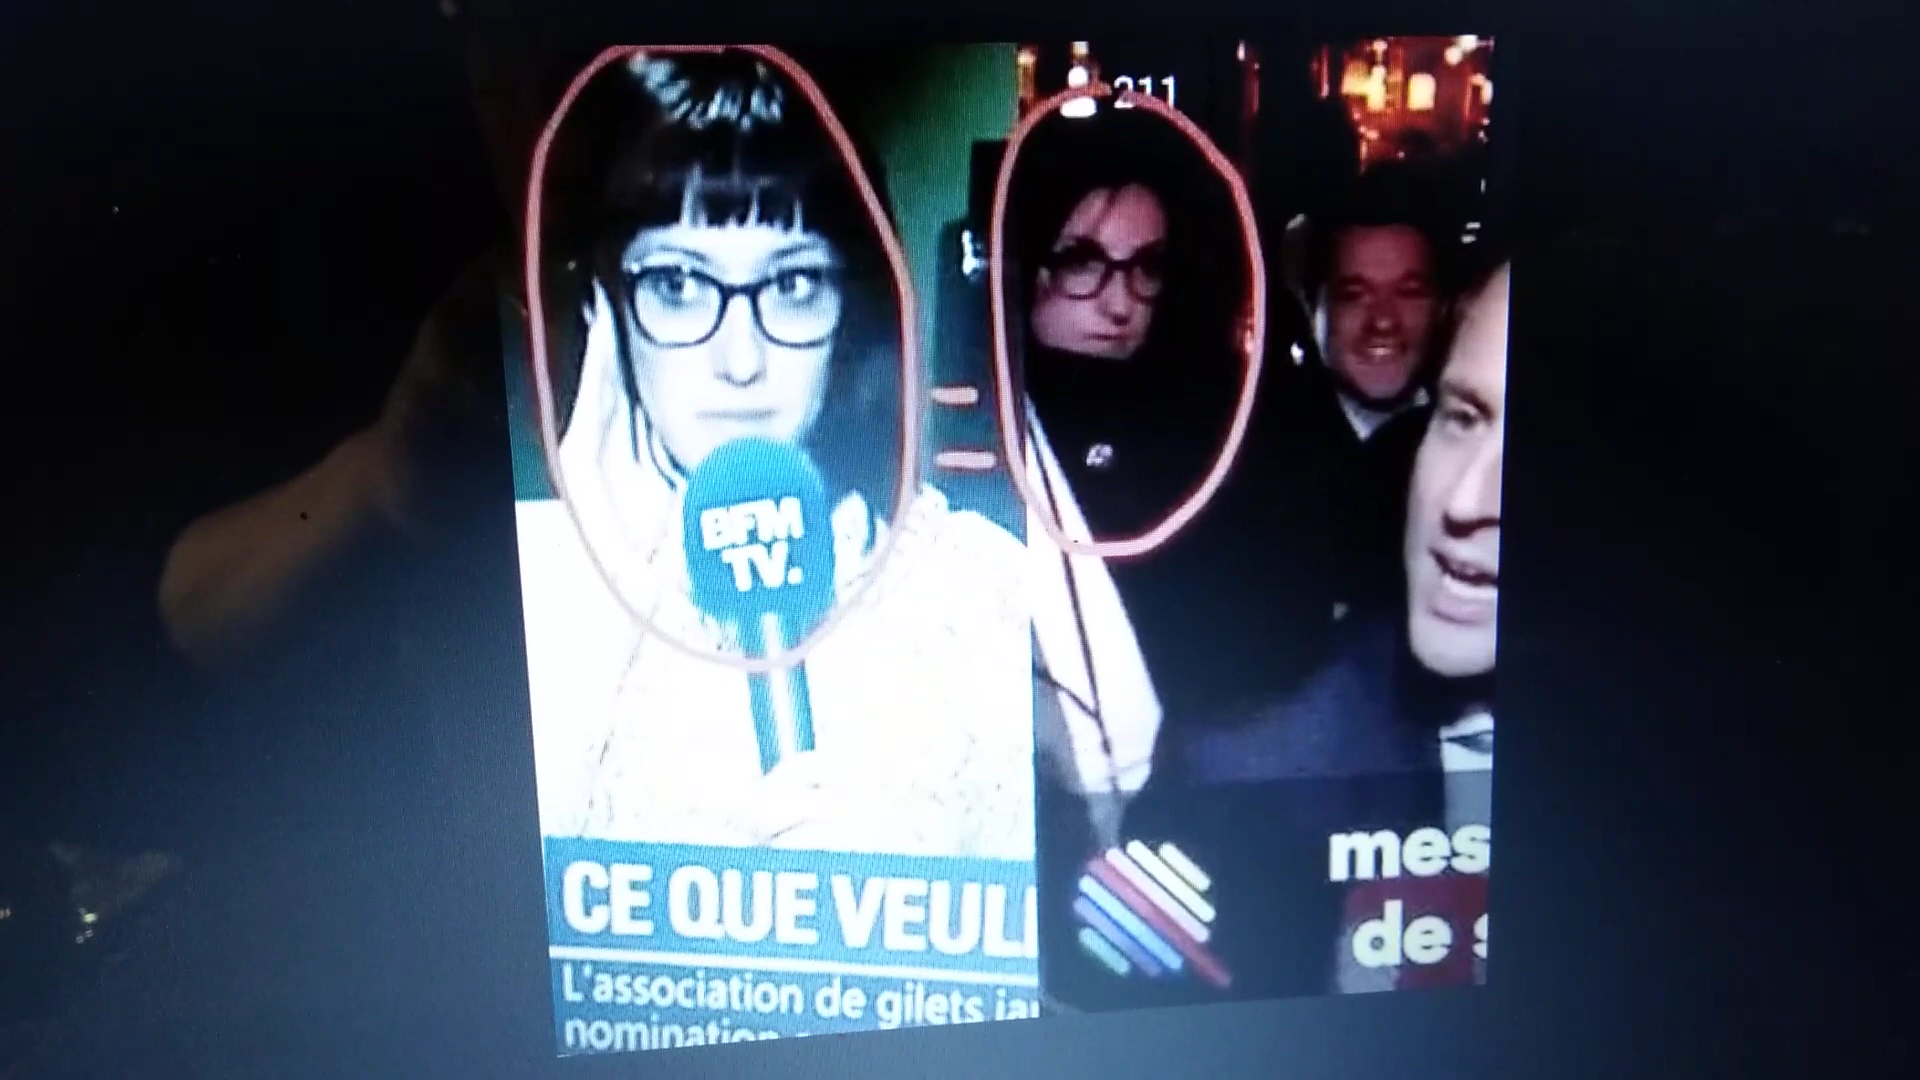 211
BFM
TV.
CE QUE VEUL
L'association de gilets ja
nomination
mes
de s